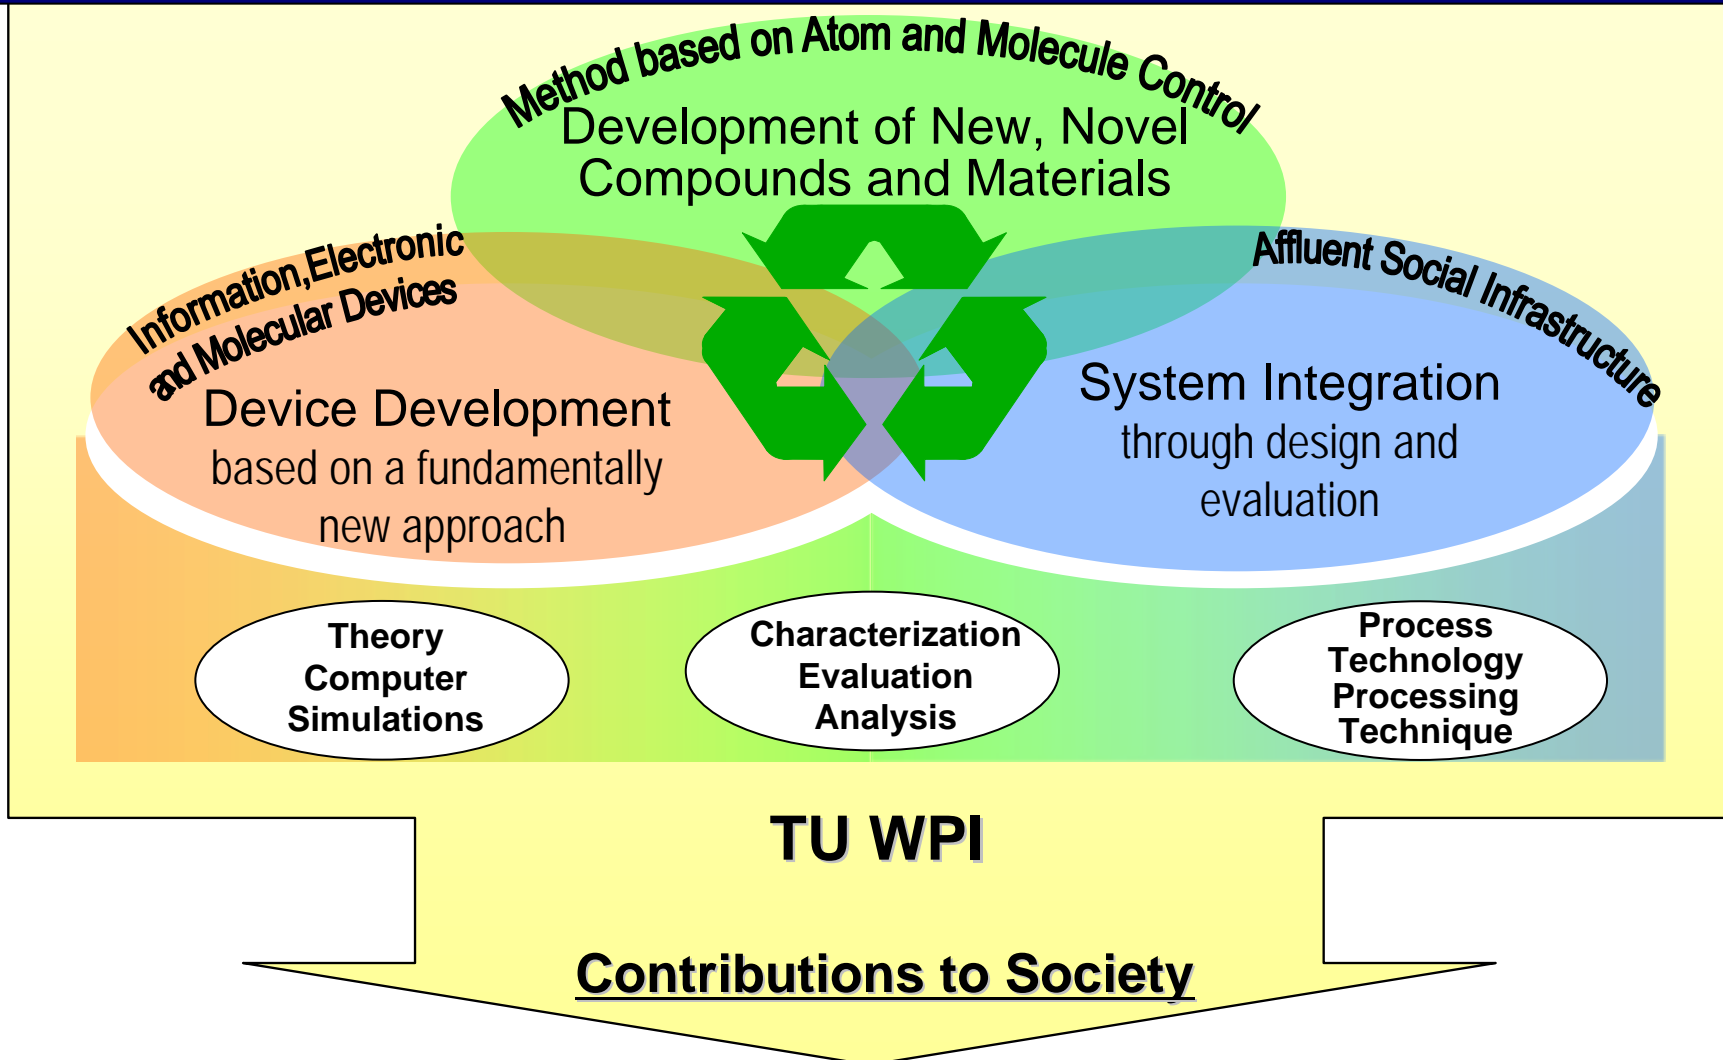 Method based on Atom and Molecule Control
Development of New, Novel
Compounds and Materials
Information,Electronic
and Molecular Devices
Device Development
based on a fundamentally
new approach
Affluent Social Infrastructure
System Integration
through design and
evaluation
Theory
Computer
Simulations
Characterization
Evaluation
Analysis
Process
Technology
Processing
Technique
TU WPI
Contributions to Society